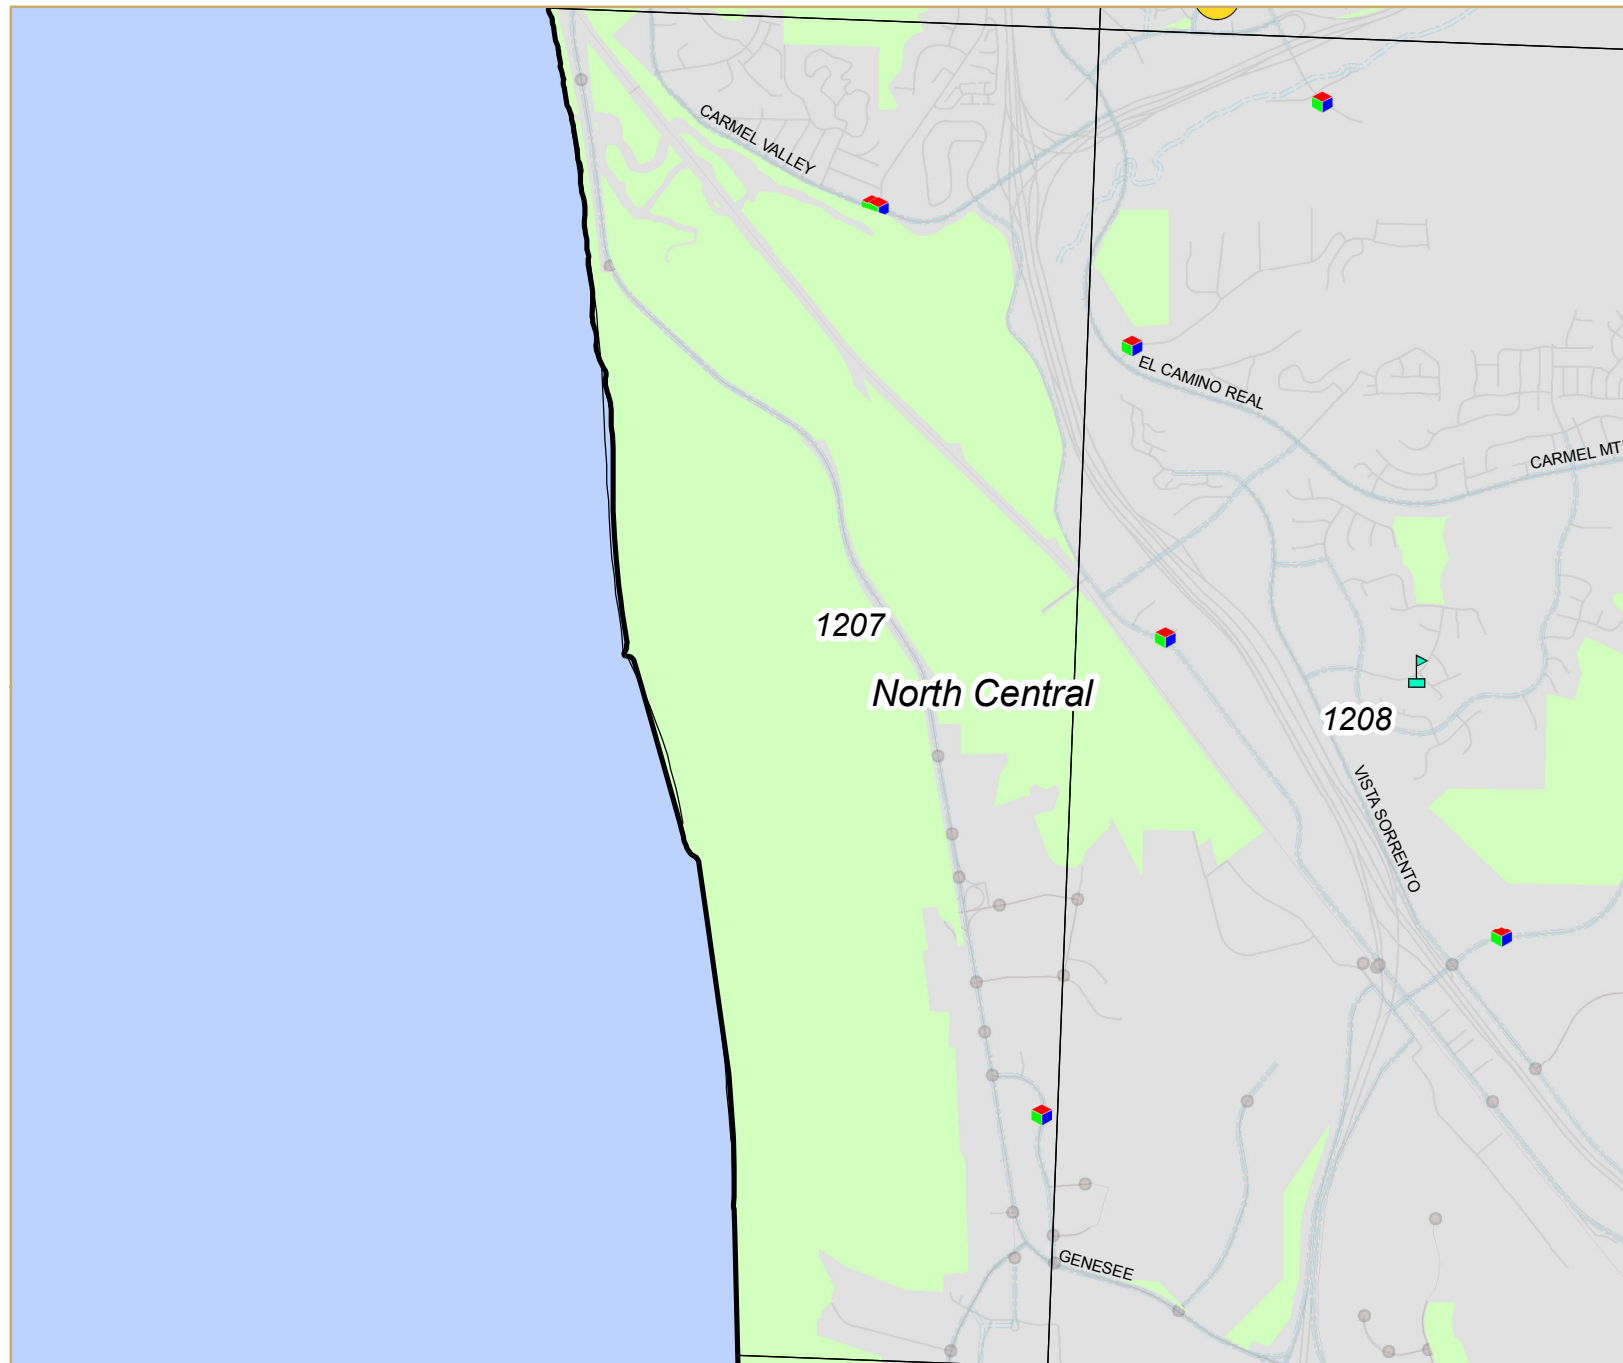 CARMEL VALLEY
EL CAMINO REAL
CARMEL MT
1207
North Central
1208
VISTA SORRENTO
GENESEE